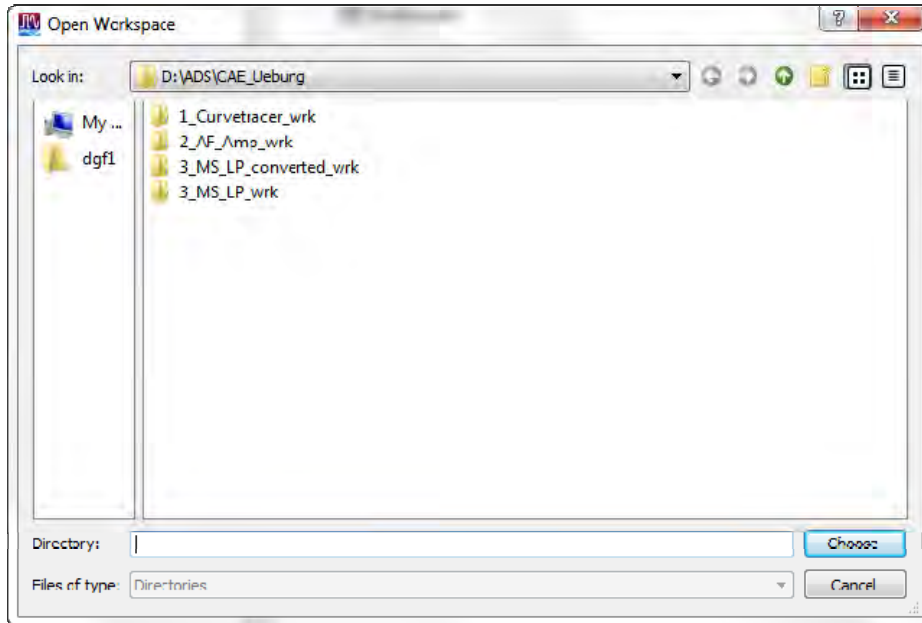 Open Workspace
Look in: D:\ADS\CAE_Ueburg
My ...
dgf1
1_Curvetracer_wrk
2_AF_Amp_wrk
3_MS_LP_converted_wrk
3_MS_LP_wrk
Directory: Choose
Files of type: Directories Cancel